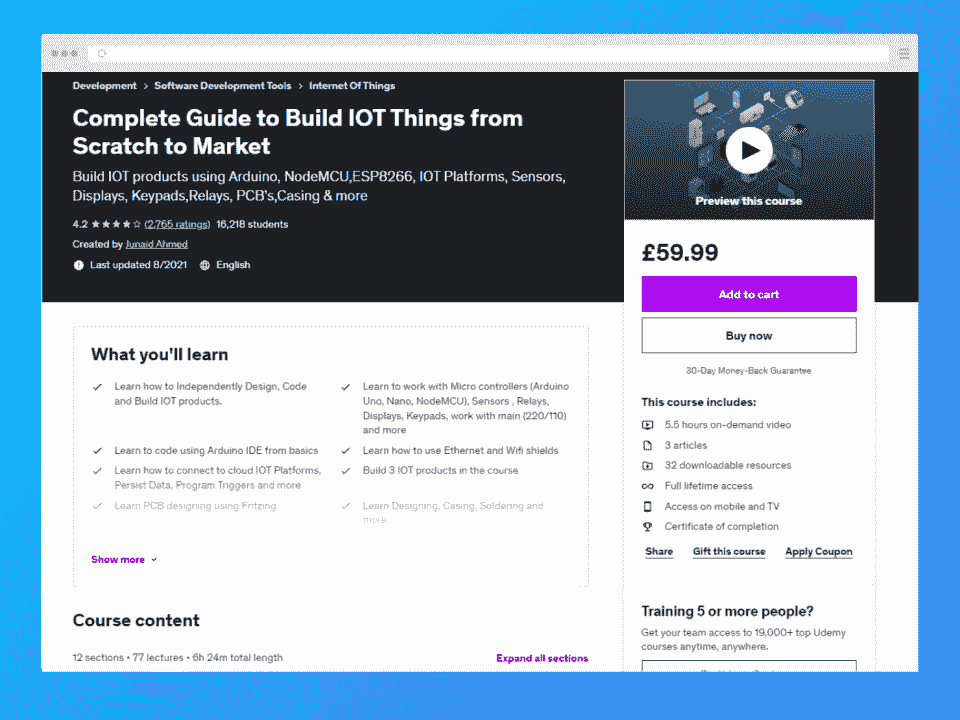 Development > Software Development Tools > Internet Of Things
Complete Guide to Build IOT Things from
Scratch to Market
Build IOT products using Arduino, NodeMCU,ESP8266, IOT Platforms, Sensors,
Displays, Keypads,Relays, PCB's,Casing & more
4.2 (2,765 ratings) 16,218 students
Created by Junaid Ahmed
Last updated 8/2021 English
Preview this course
£59.99
Add to cart
Buy now
30-Day Money-Back Guarantee
This course includes:
5.5 hours on-demand video
3 articles
32 downloadable resources
Full lifetime access
Access on mobile and TV
Certificate of completion
Share Gift this course Apply Coupon
Training 5 or more people?
Get your team access to 19,000+ top Udemy
courses anytime, anywhere.
What you'll learn
Learn how to Independently Design, Code
and Build IOT products.
Learn to work with Micro controllers (Arduino
Uno, Nano, NodeMCU), Sensors , Relays,
Displays, Keypads, work with main (220/110)
and more
Learn to code using Arduino IDE from basics
Learn how to use Ethernet and Wifi shields
Learn how to connect to cloud IOT Platforms,
Persist Data, Program Triggers and more
Build 3 IOT products in the course
Learn PCB designing using Fritzing
Learn Designing, Casing, Soldering and
more
Show more
Course content
12 sections • 77 lectures • 6h 24m total length
Expand all sections